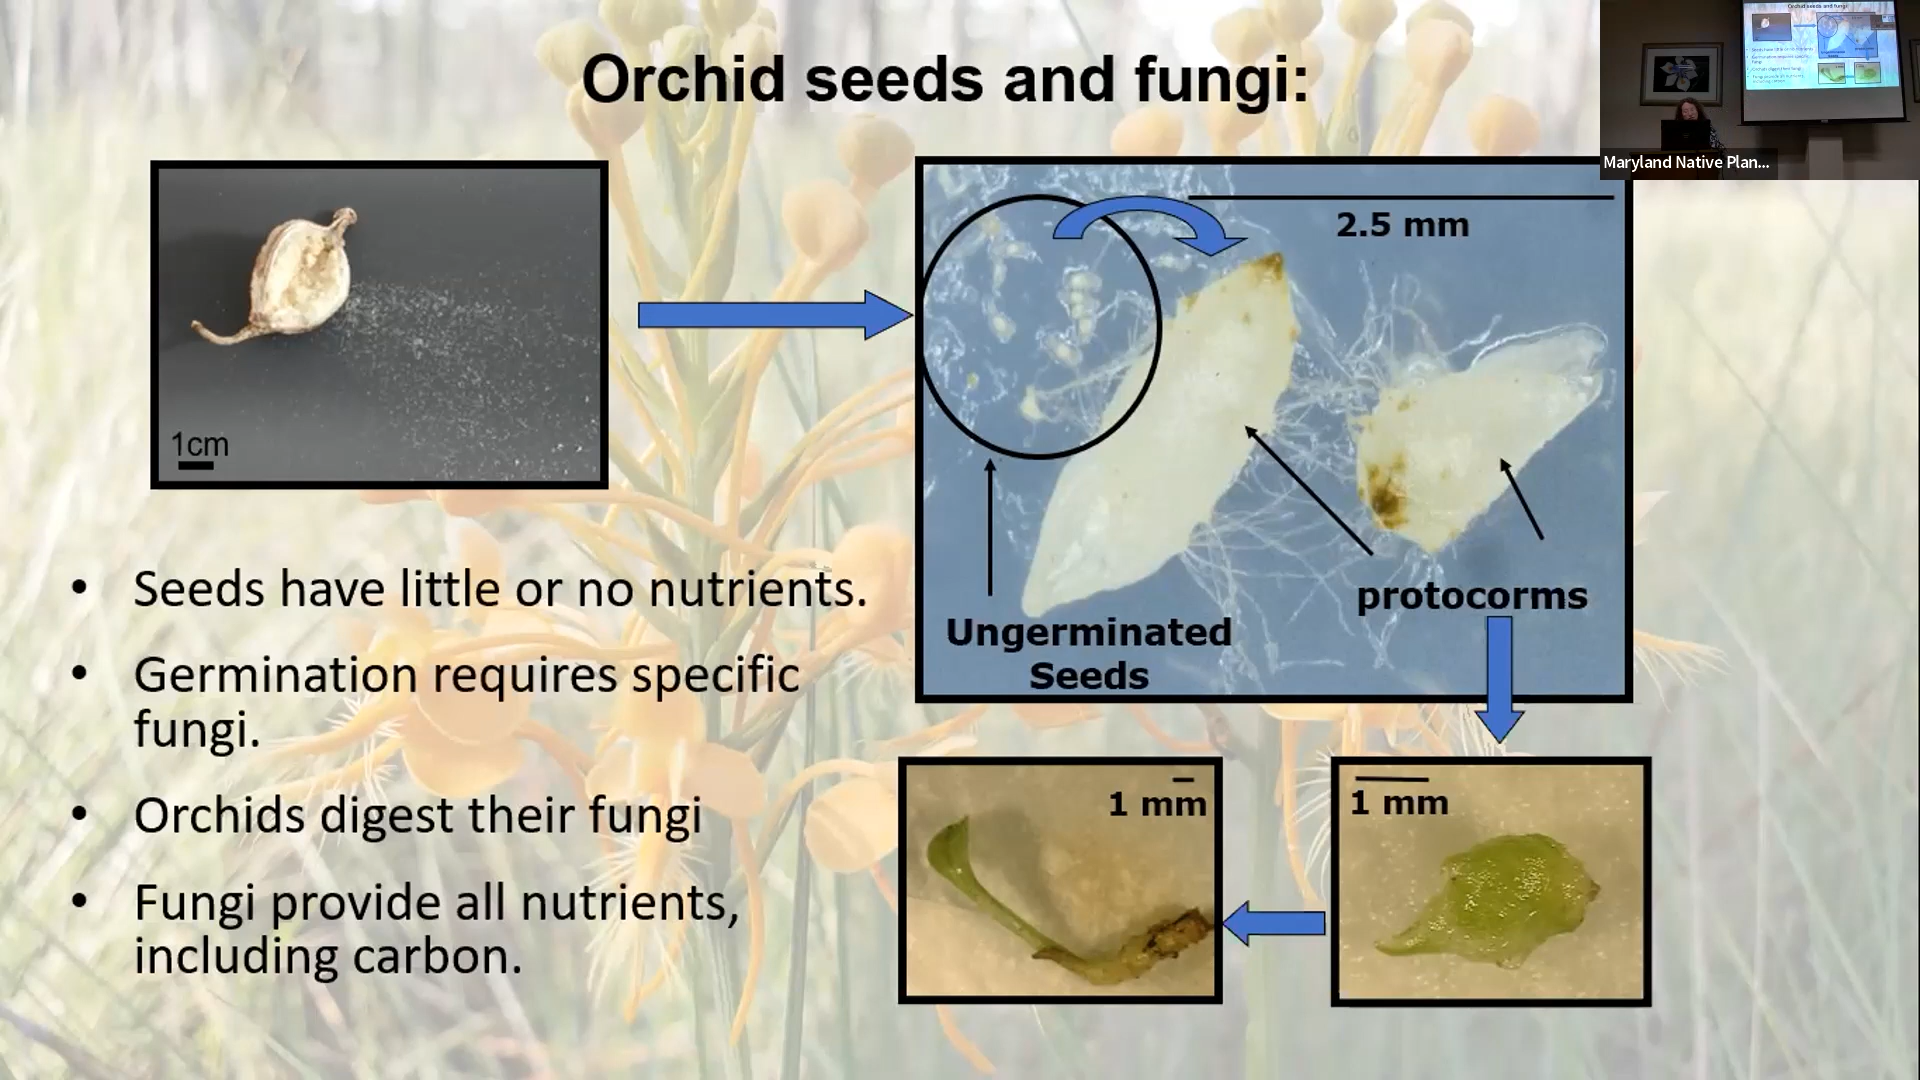 Orchid seeds and fungi:
Maryland Native Plan...
1cm
2.5 mm
Ungerminated
Seeds
protocorms
• Seeds have little or no nutrients.
• Germination requires specific
fungi.
• Orchids digest their fungi
• Fungi provide all nutrients,
including carbon.
1 mm
1 mm